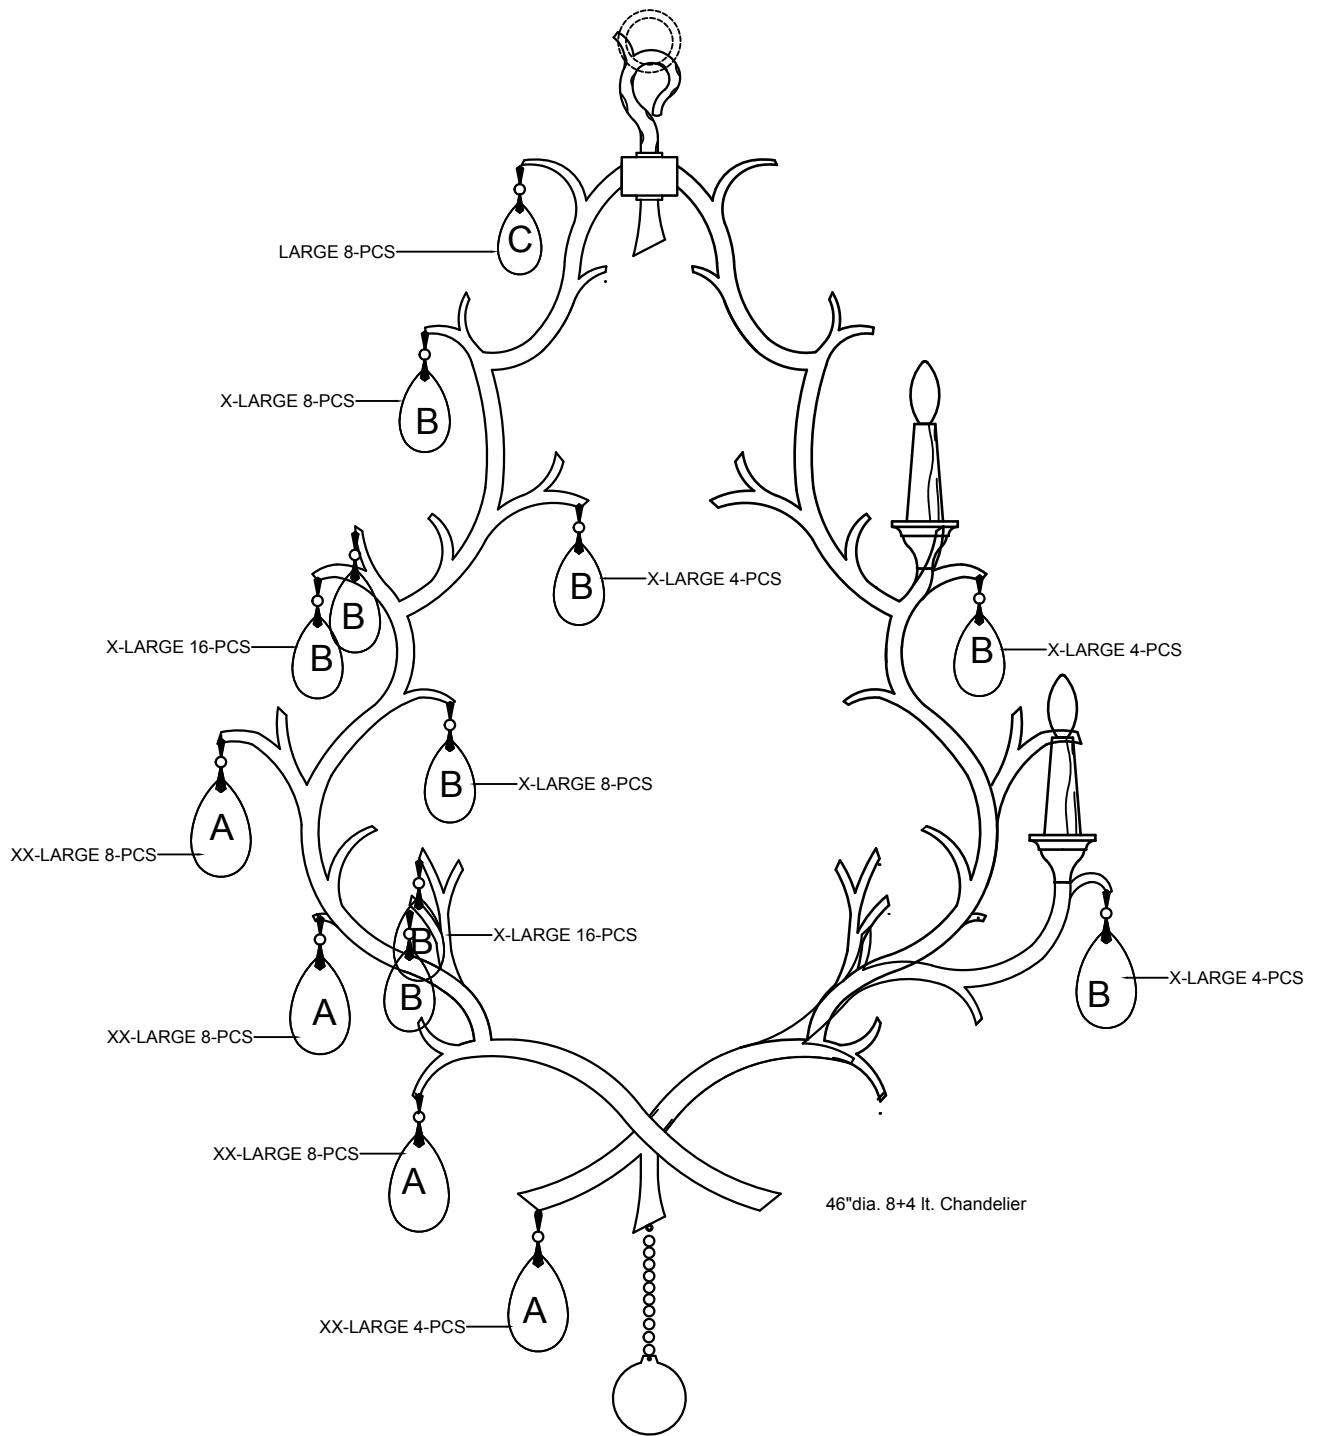 C
LARGE 8-PCS
X-LARGE 8-PCS
B
B
X-LARGE 4-PCS
B
X-LARGE 16-PCS
B
B
X-LARGE 4-PCS
B
X-LARGE 8-PCS
A
XX-LARGE 8-PCS
B
X-LARGE 16-PCS
B
B
X-LARGE 4-PCS
A
XX-LARGE 8-PCS
XX-LARGE 8-PCS
A
46"dia. 8+4 lt. Chandelier
A
XX-LARGE 4-PCS